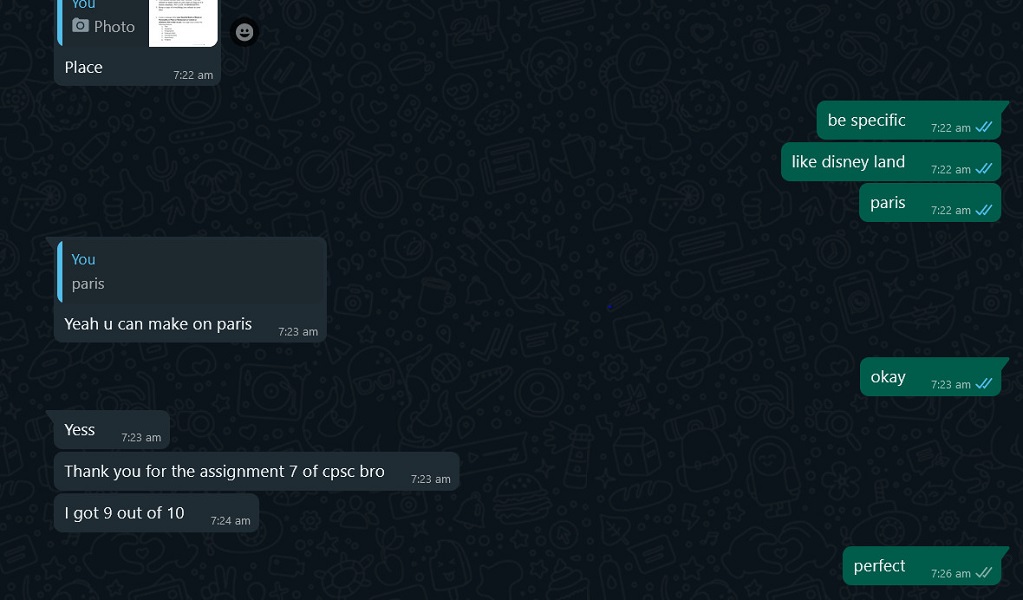 You
Photo
Place
7:22 am
be specific
7:22 am
like disney land
7:22 am
paris
7:22 am
You
paris
Yeah u can make on paris
7:23 am
okay
7:23 am
Yess
7:23 am
Thank you for the assignment 7 of cpsc bro
7:23 am
I got 9 out of 10
7:24 am
perfect
7:26 am